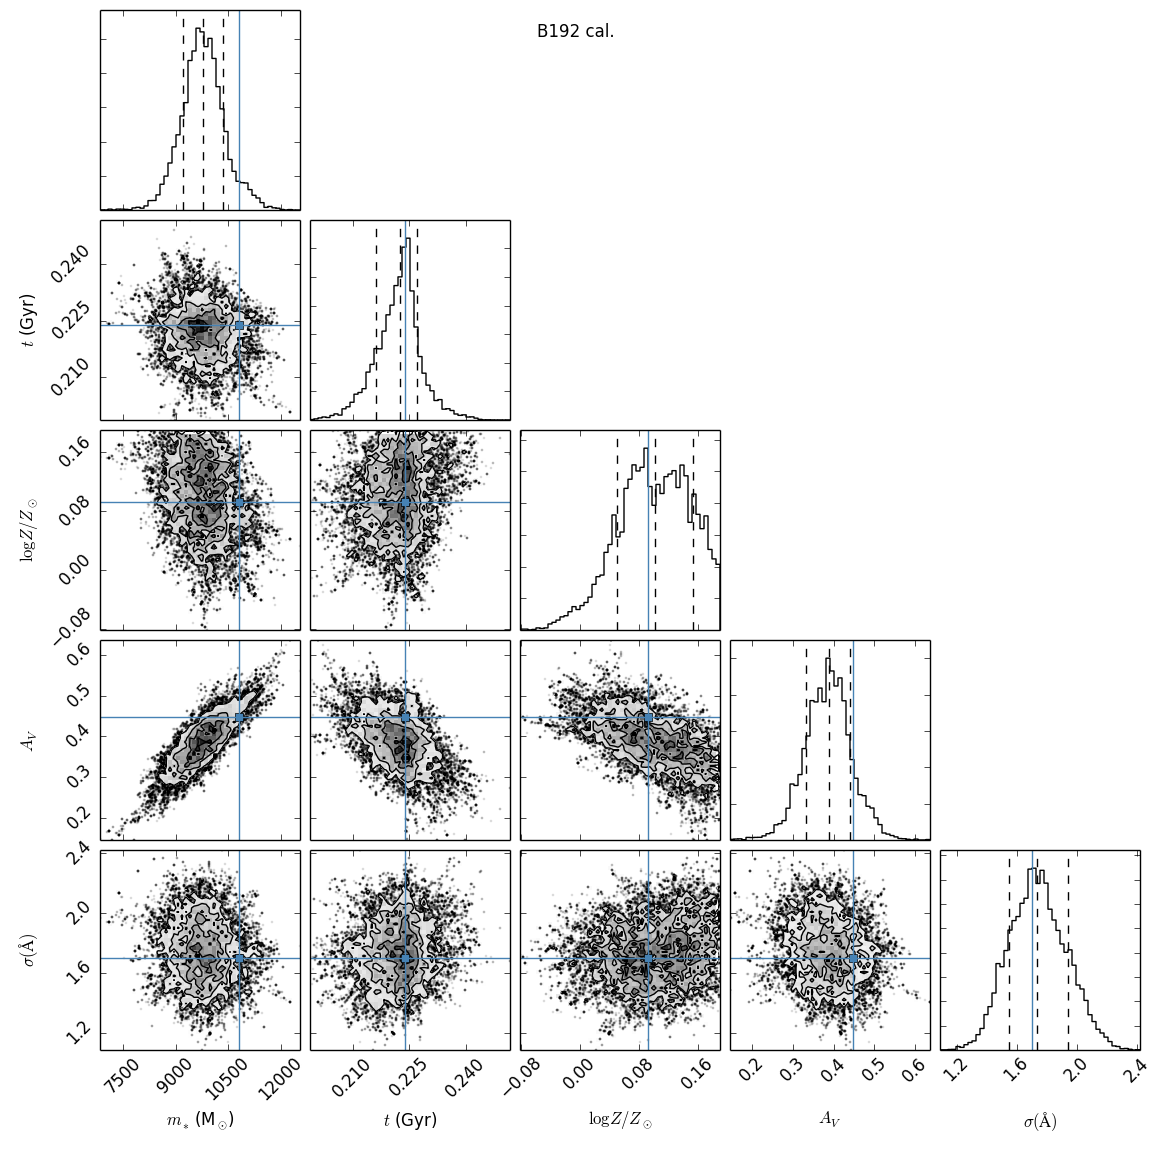 B192 cal.
t (Gyr)
0.240
0.225
0.210
log Z/Z_⊙
0.16
0.08
0.00
−0.08
A_V
0.6
0.5
0.4
0.3
0.2
σ(Å)
2.4
2.0
1.6
1.2
7500 9000 10500 12000 0.210 0.225 0.240 −0.08 0.00 0.08 0.16 0.2 0.3 0.4 0.5 0.6 1.2 1.6 2.0 2.4
m_* (M_⊙) t (Gyr) log Z/Z_⊙ A_V σ(Å)